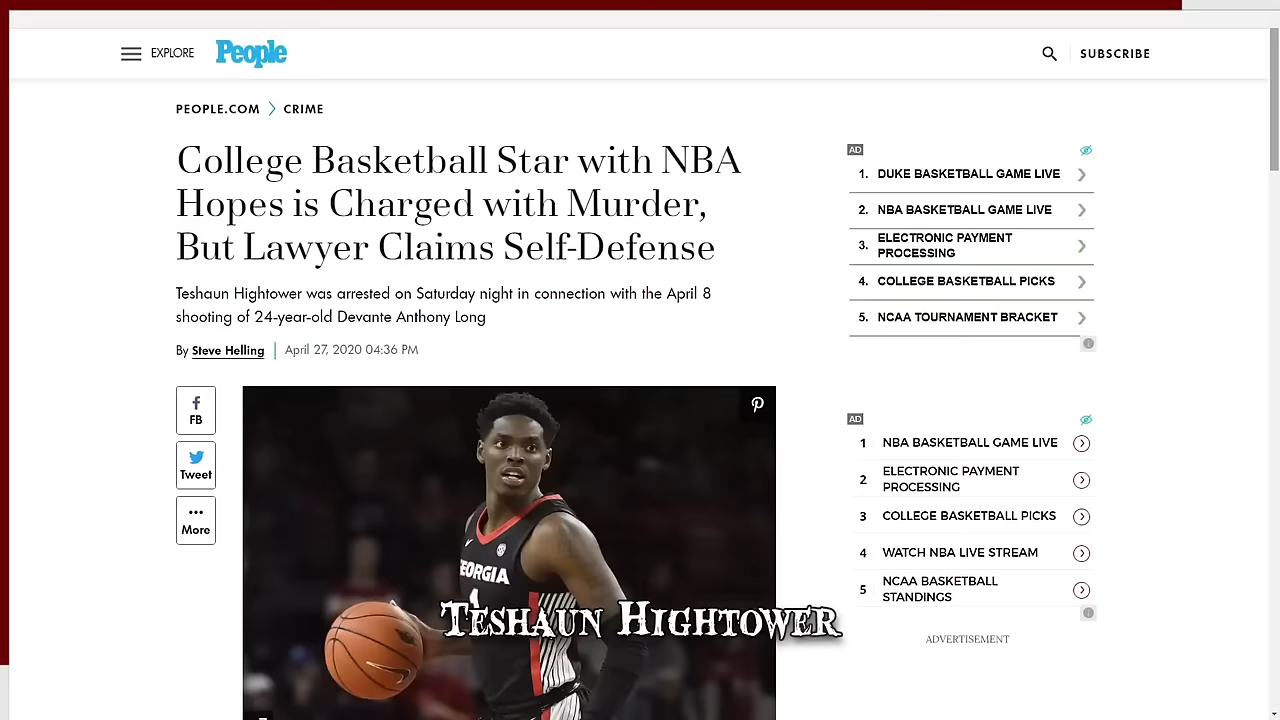 EXPLORE
People
SUBSCRIBE
PEOPLE.COM
CRIME
College Basketball Star with NBA
Hopes is Charged with Murder,
But Lawyer Claims Self-Defense
Teshaun Hightower was arrested on Saturday night in connection with the April 8
shooting of 24-year-old Devante Anthony Long
By Steve Helling
April 27, 2020 04:36 PM
FB
Tweet
More
GEORGIA
TESHAUN HIGHTOWER
AD
1. DUKE BASKETBALL GAME LIVE
2. NBA BASKETBALL GAME LIVE
3. ELECTRONIC PAYMENT
PROCESSING
4. COLLEGE BASKETBALL PICKS
5. NCAA TOURNAMENT BRACKET
AD
1 NBA BASKETBALL GAME LIVE
2 ELECTRONIC PAYMENT
PROCESSING
3 COLLEGE BASKETBALL PICKS
4 WATCH NBA LIVE STREAM
5 NCAA BASKETBALL
STANDINGS
ADVERTISEMENT